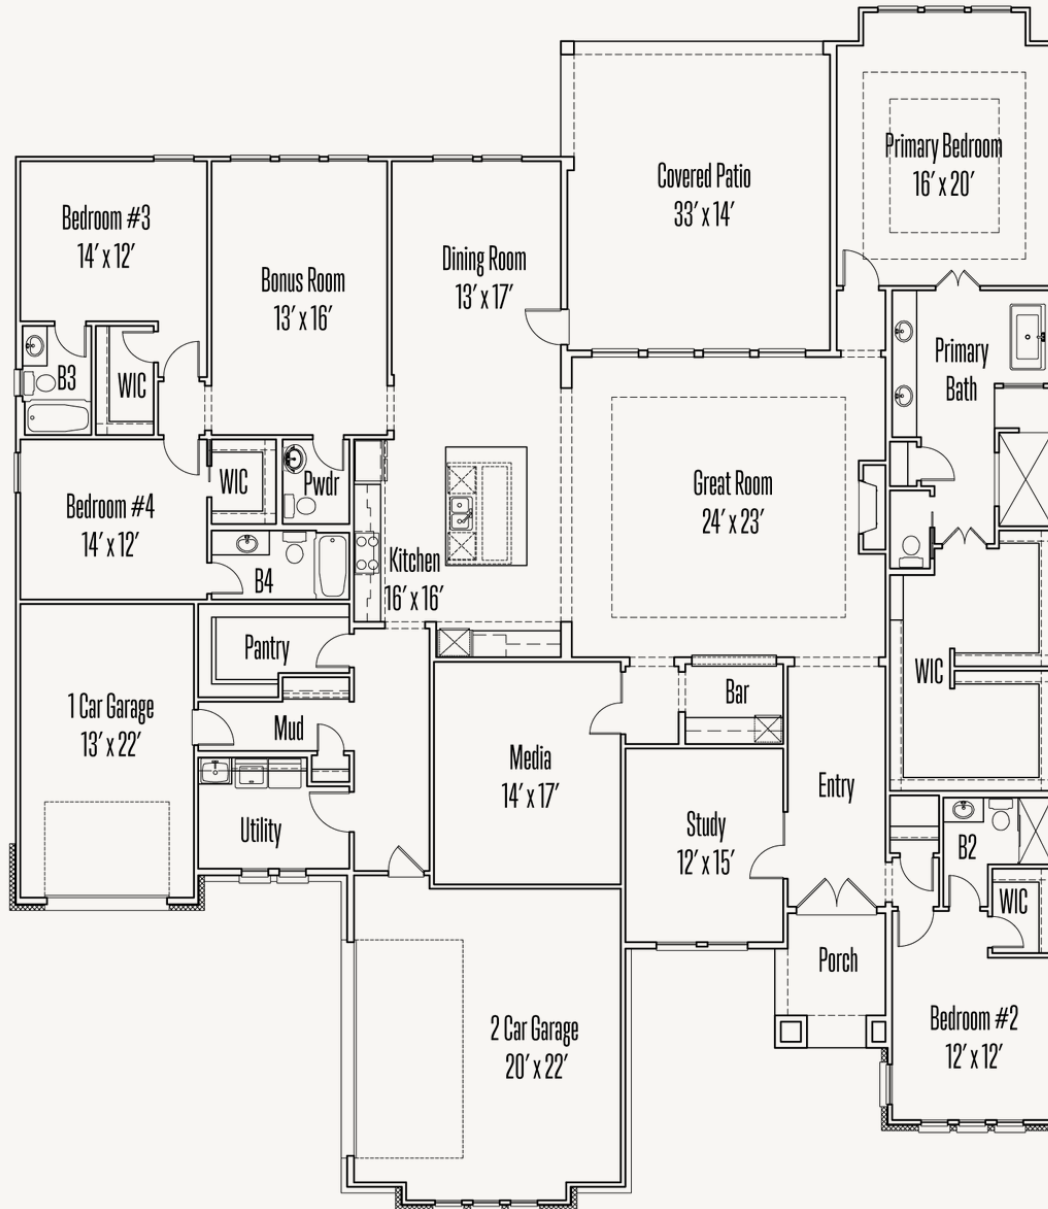 Primary Bedroom
16' x 20'
Covered Patio
33' x 14'
Bedroom #3
14' x 12'
Bonus Room
13' x 16'
Dining Room
13' x 17'
Primary
Bath
B3
WIC
Great Room
24' x 23'
WIC
Pwdr
Bedroom #4
14' x 12'
Kitchen
16' x 16'
B4
Pantry
WIC
Bar
1 Car Garage
13' x 22'
Mud
Media
14' x 17'
Entry
Study
12' x 15'
Utility
B2
WIC
Porch
Bedroom #2
12' x 12'
2 Car Garage
20' x 22'